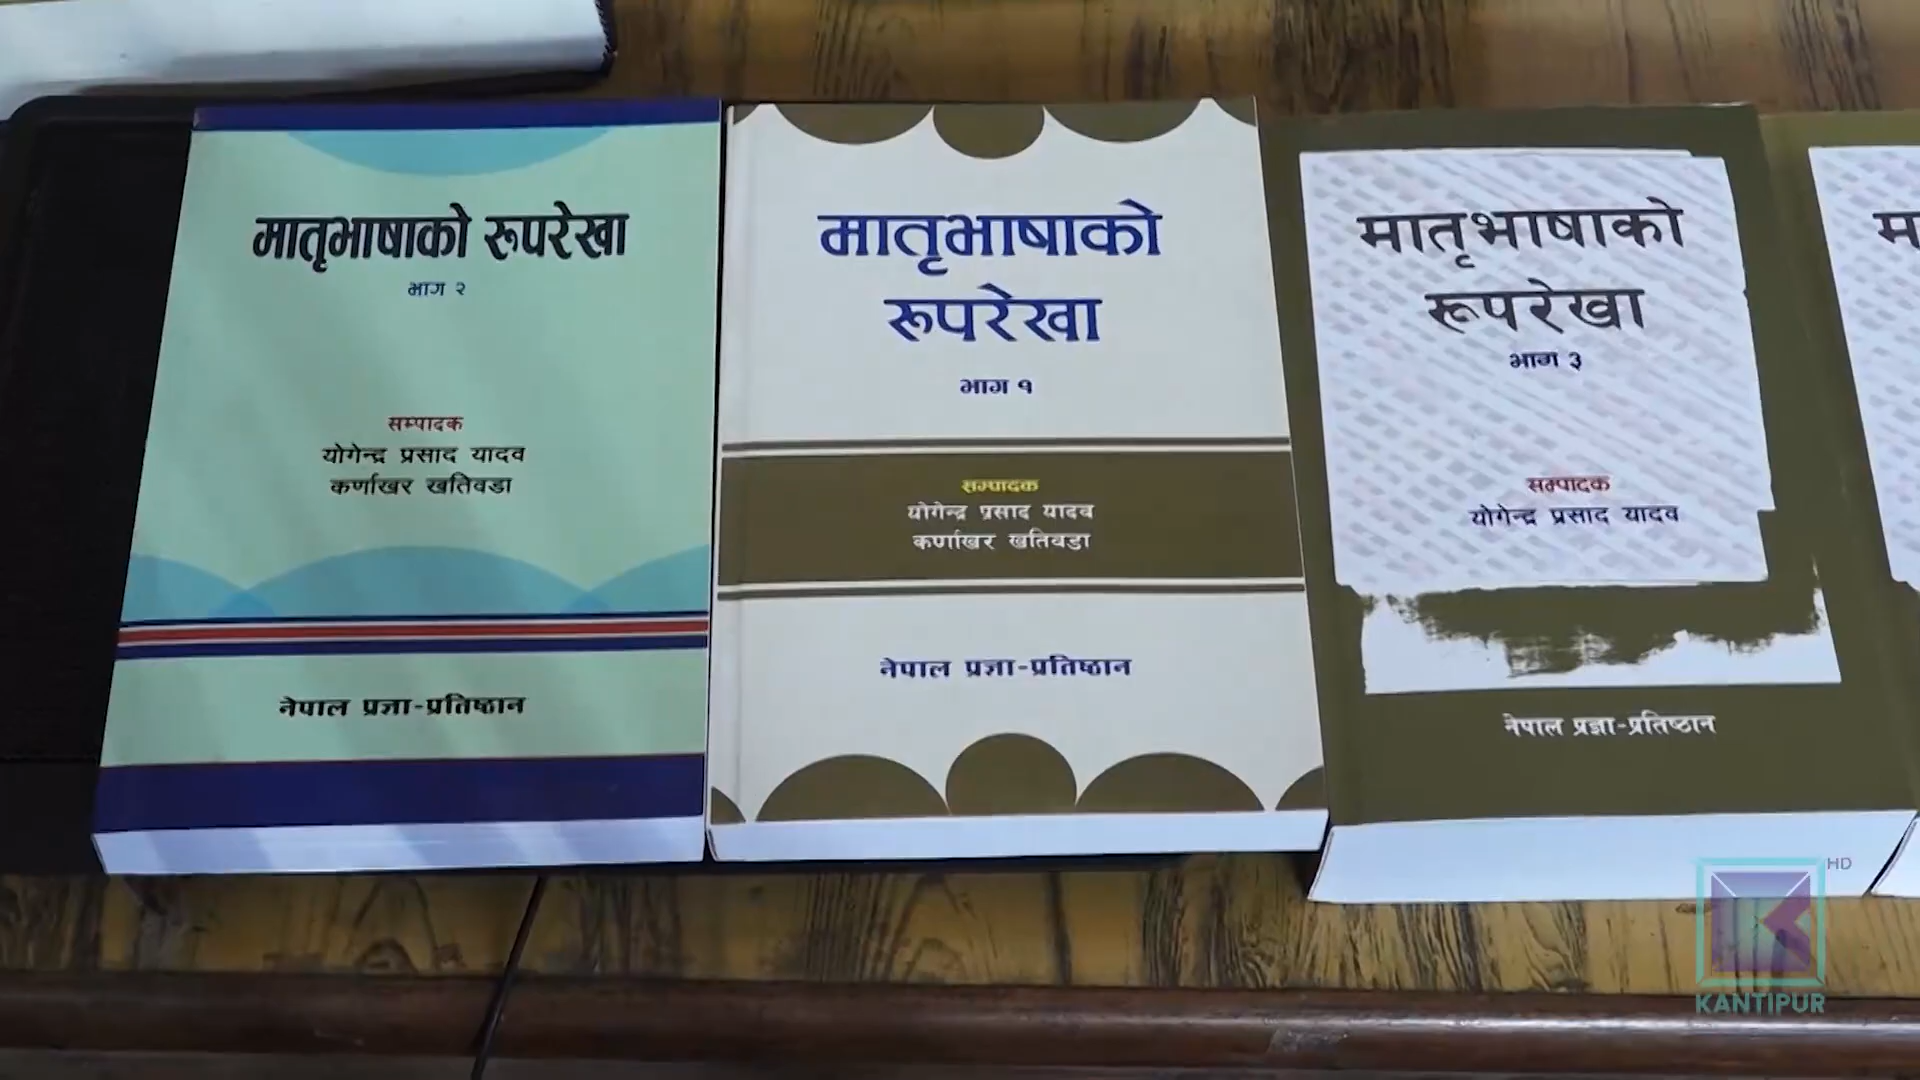 मातृभाषाको रूपरेखा
भाग २
सम्पादक
योगेन्द्र प्रसाद यादव
कर्णाखर खतिवडा
नेपाल प्रज्ञा-प्रतिष्ठान
मातृभाषाको
रूपरेखा
भाग १
सम्पादक
योगेन्द्र प्रसाद यादव
कर्णाखर खतिवडा
नेपाल प्रज्ञा-प्रतिष्ठान
मातृभाषाको
रूपरेखा
भाग ३
सम्पादक
योगेन्द्र प्रसाद यादव
नेपाल प्रज्ञा-प्रतिष्ठान
HD
KANTIPUR